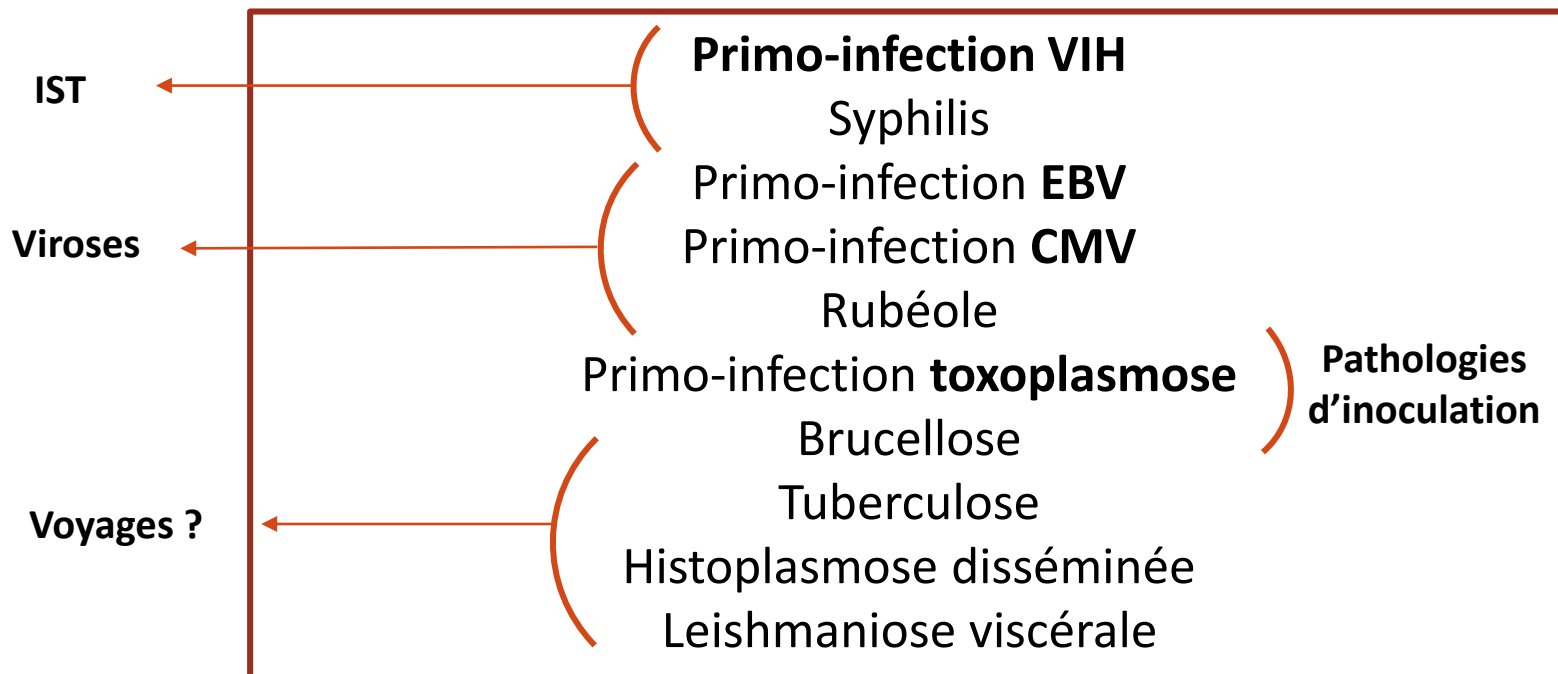 Primo-infection VIH
IST
Syphilis
Primo-infection EBV
Viroses
Primo-infection CMV
Rubéole
Primo-infection toxoplasmose
Pathologies
d’inoculation
Brucellose
Tuberculose
Voyages ?
Histoplasmose disséminée
Leishmaniose viscérale